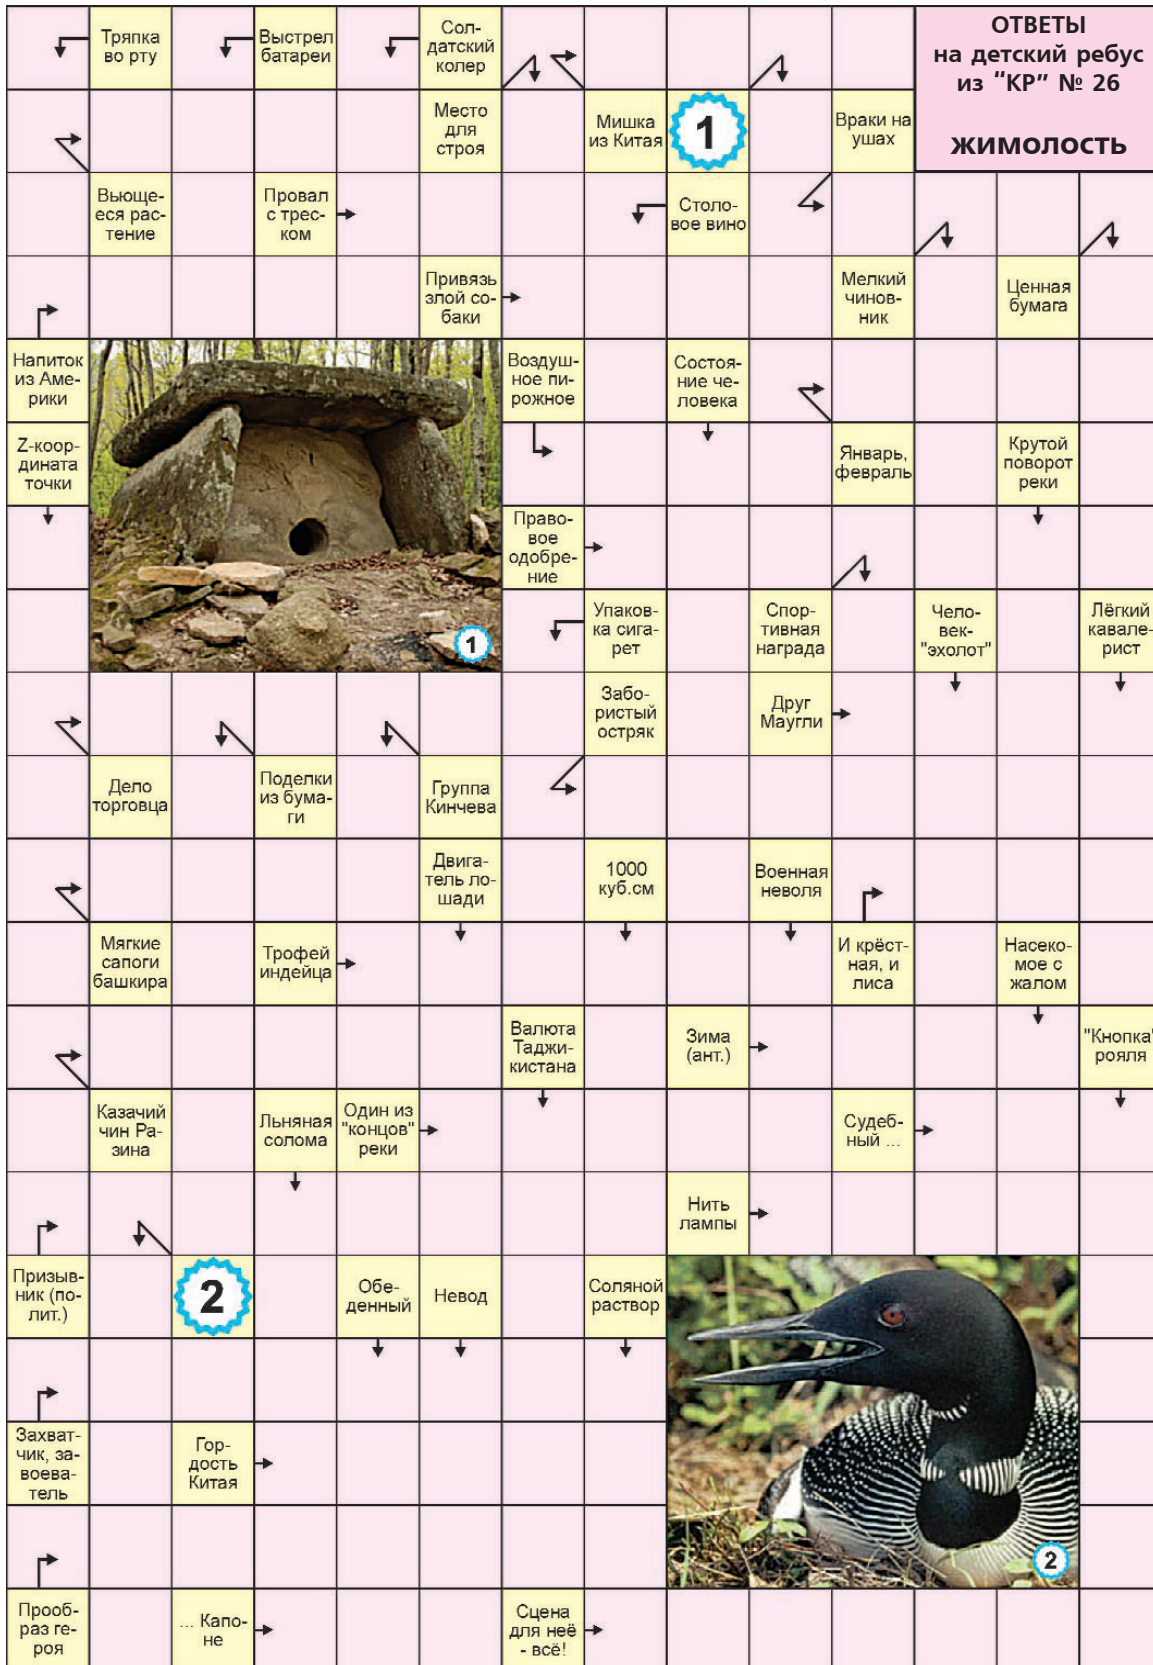 Тряпка
во рту
Выстрел
батареи
Сол-
датский
колер
ОТВЕТЫ
на детский ребус
из "КР" № 26
ЖИМОЛОСТЬ
Место
для
строя
Мишка
из Китая
1
Враки на
ушах
Вьюще-
еся рас-
тение
Провал
с трес-
ком
Столо-
вое вино
Привязь
злой со-
баки
Мелкий
чинов-
ник
Ценная
бумага
Напиток
из Аме-
рики
Воздуш-
ное пи-
рожное
Состоя-
ние че-
ловека
Z-коор-
дината
точки
Январь,
февраль
Крутой
поворот
реки
Право-
вое
одобре-
ние
1
Упаков-
ка сига-
рет
Спор-
тивная
награда
Чело-
век-
"эхолот"
Лёгкий
кавале-
рист
Забо-
ристый
остряк
Друг
Маугли
Дело
торговца
Поделки
из бума-
ги
Группа
Кинчева
Двига-
тель ло-
шади
1000
куб.см
Военная
неволя
Мягкие
сапоги
башкира
Трофей
индейца
И крёст-
ная, и
лиса
Насеко-
мое с
жалом
Валюта
Таджи-
кистана
Зима
(ант.)
"Кнопка"
рояля
Казачий
чин Ра-
зина
Льняная
солома
Один из
"концов"
реки
Судеб-
ный ...
Нить
лампы
Призыв-
ник (по-
лит.)
2
Обе-
денный
Невод
Соляной
раствор
Захват-
чик, за-
воева-
тель
Гор-
дость
Китая
2
Прооб-
раз ге-
роя
... Капо-
не
Сцена
для неё
- всё!